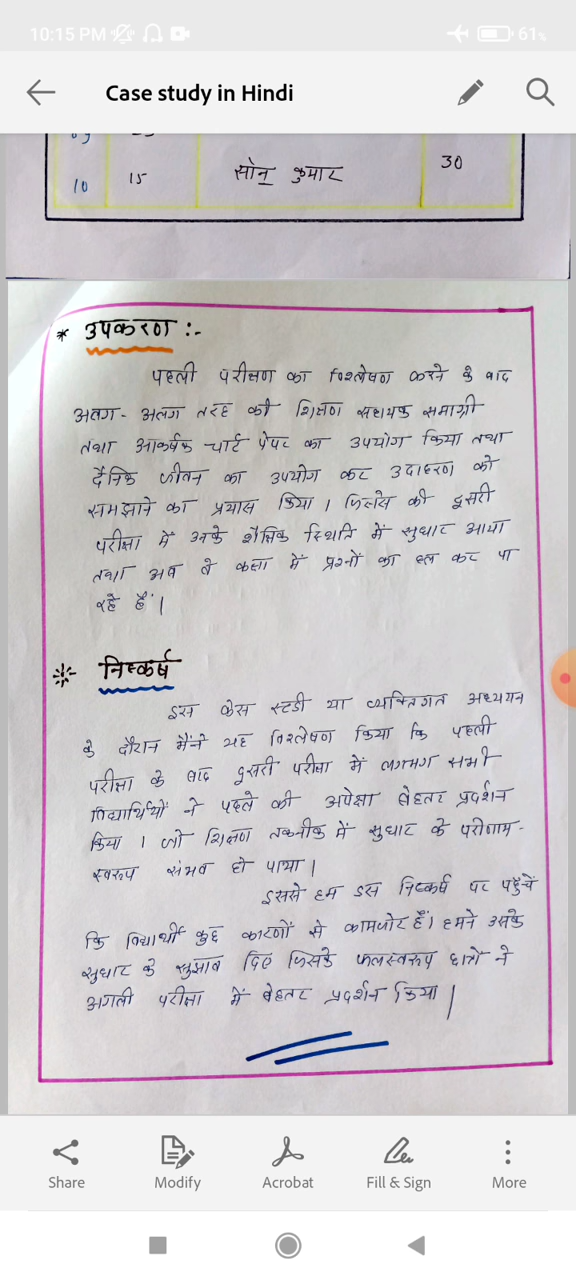 10:15 PM 61%
Case study in Hindi
10 15 सोनू कुमार 30
* उपकरण :-
पहली परीक्षण का विश्लेषण करने के बाद
अलग - अलग तरह की शिक्षण सहायक समाग्री
तथा आकर्षक चार्ट पेपर का उपयोग किया तथा
दैनिक जीवन का उपयोग कर उदाहरण को
समझाने का प्रयास किया । जिससे की दूसरी
परीक्षा में उनके शैक्षिक स्थिति में सुधार आया
तथा अब वे कक्षा में प्रश्नों का हल कर पा
रहे हैं ।
निष्कर्ष
इस केस स्टडी या व्यक्तिगत अध्ययन
के दौरान मैंने यह विश्लेषण किया कि पहली
परीक्षा के बाद दूसरी परीक्षा में लगभग सभी
विद्यार्थियों ने पहले की अपेक्षा बेहतर प्रदर्शन
किया । जो शिक्षण तकनीक में सुधार के परीणाम -
स्वरूप संभव हो पाया ।
इससे हम इस निष्कर्ष पर पहुँचें
कि विद्यार्थी कुछ कारणों से कामजोर हैं। हमने उसके
सुधार के सुझाव दिए जिसके फलस्वरूप छात्रों ने
अगली परीक्षा में बेहतर प्रदर्शन किया ।
Share Modify Acrobat Fill & Sign More